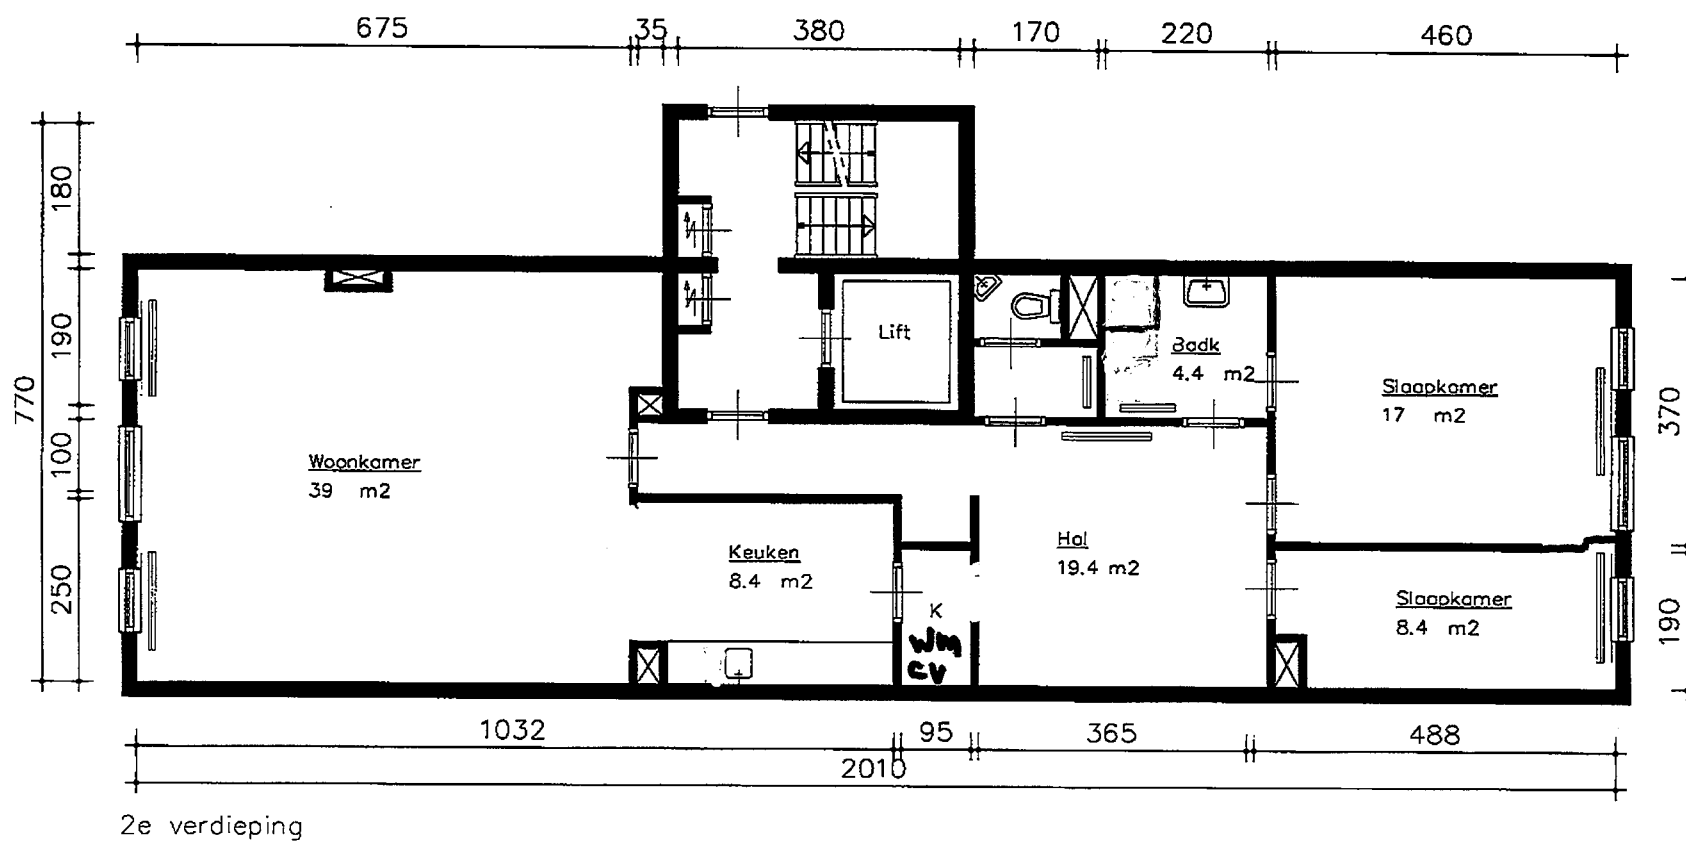 675 35 380 170 220 460
180
190
770
100
250
370
190
Lift
Badk
4.4 m2
Slaapkamer
17 m2
Woonkamer
39 m2
Keuken
8.4 m2
Hal
19.4 m2
Slaapkamer
8.4 m2
K
WM
CV
1032 95 365 488
2010
2e verdieping